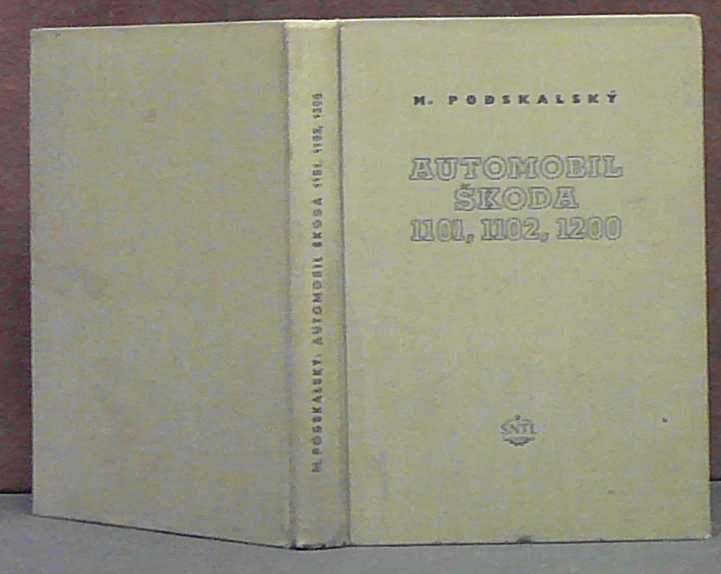 M. PODSKALSKÝ
AUTOMOBIL
ŠKODA
1101, 1102, 1200
SNTL
M. PODSKALSKÝ: AUTOMOBIL ŠKODA 1101, 1102, 1200